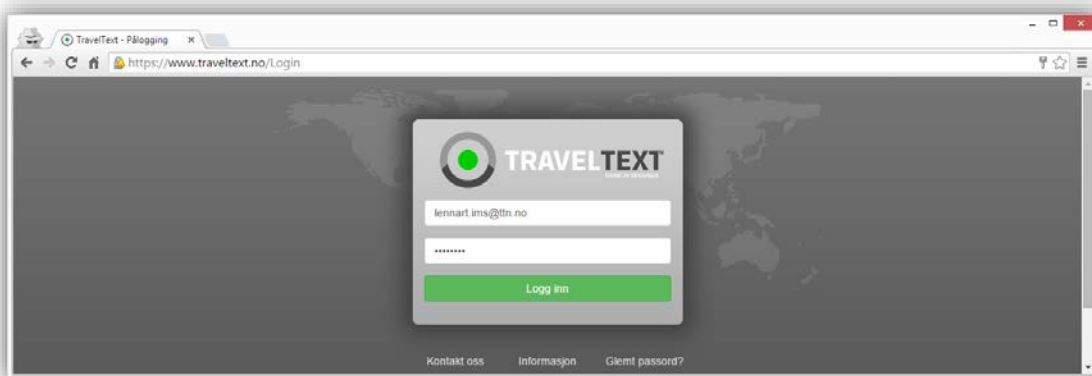 TravelText - Pålogging
https://www.traveltext.no/Login
TRAVELTEXT
lennart.ims@ttn.no
••••••••
Logg inn
Kontakt oss Informasjon Glemt passord?